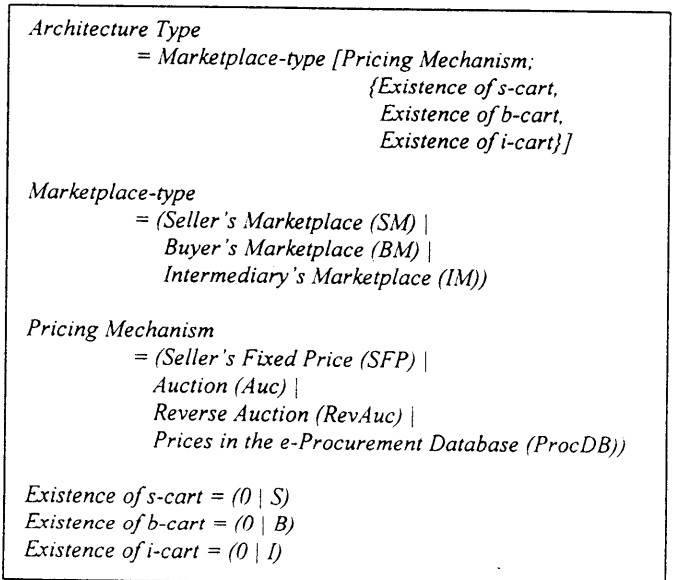 Architecture Type
= Marketplace-type [Pricing Mechanism;
{Existence of s-cart,
Existence of b-cart,
Existence of i-cart}]
Marketplace-type
= (Seller's Marketplace (SM) |
Buyer's Marketplace (BM) |
Intermediary's Marketplace (IM))
Pricing Mechanism
= (Seller's Fixed Price (SFP) |
Auction (Auc) |
Reverse Auction (RevAuc) |
Prices in the e-Procurement Database (ProcDB))
Existence of s-cart = (0 | S)
Existence of b-cart = (0 | B)
Existence of i-cart = (0 | I)